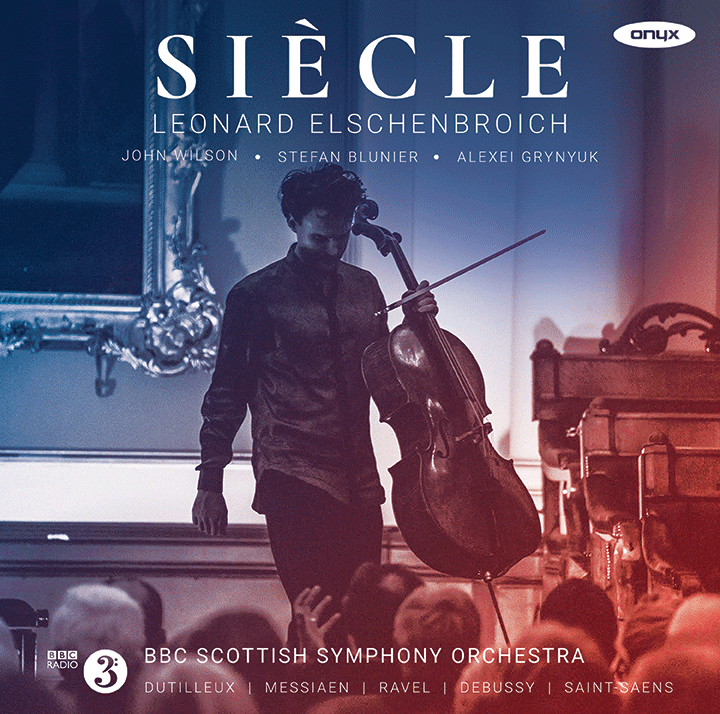 onyx
SIÈCLE
LEONARD ELSCHENBROICH
JOHN WILSON • STEFAN BLUNIER • ALEXEI GRYNYUK
BBC
RADIO
3
BBC SCOTTISH SYMPHONY ORCHESTRA
DUTILLEUX | MESSIAEN | RAVEL | DEBUSSY | SAINT-SAENS